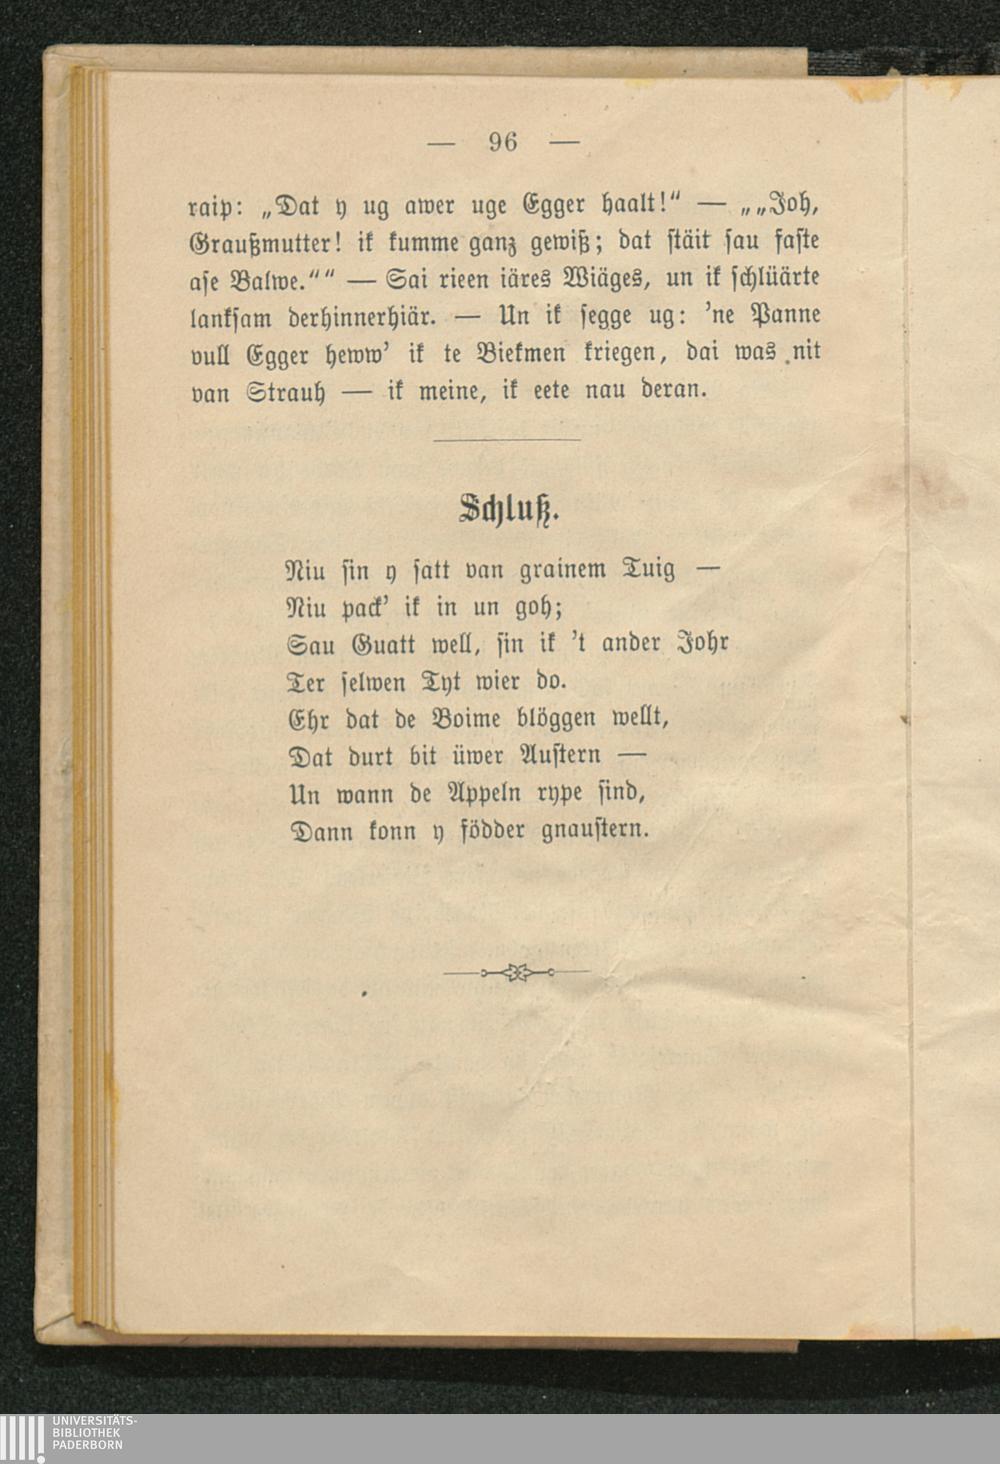 — 96 —
raip: „Dat y ug awer uge Egger haalt!“ — „„Joh,
Graußmutter! ik kumme ganz gewiß; dat stäit sau faste
ase Balwe.““ — Sai rieen iäres Wiäges, un ik schlüärte
lanksam derhinnerhiär. — Un ik segge ug: 'ne Panne
vull Egger heww' ik te Biekmen kriegen, dai was nit
van Strauh — ik meine, ik eete nau deran.
Schluß.
Niu sin y satt van grainem Tuig —
Niu pack' ik in un goh;
Sau Guatt well, sin ik 't ander Johr
Ter selwen Tyt wier do.
Ehr dat de Boime blöggen wellt,
Dat durt bit üwer Austern —
Un wann de Appeln rype sind,
Dann konn y födder gnaustern.
UNIVERSITÄTS-
BIBLIOTHEK
PADERBORN